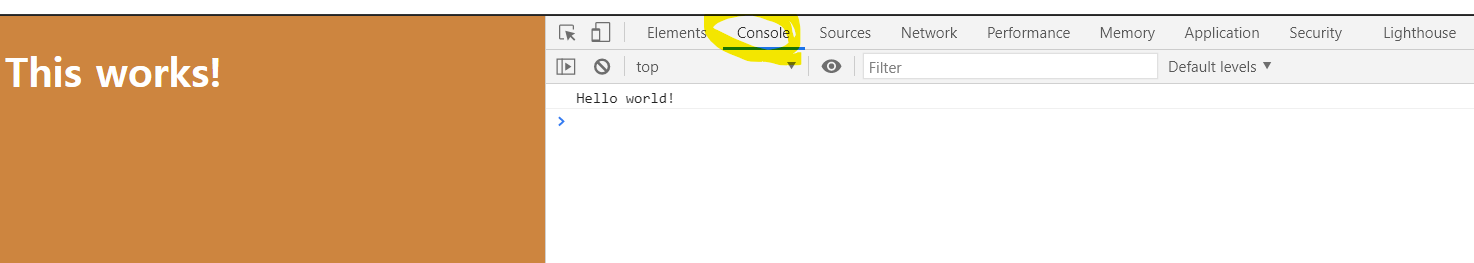 This works!
Elements Console Sources Network Performance Memory Application Security Lighthouse
top Filter Default levels
Hello world!